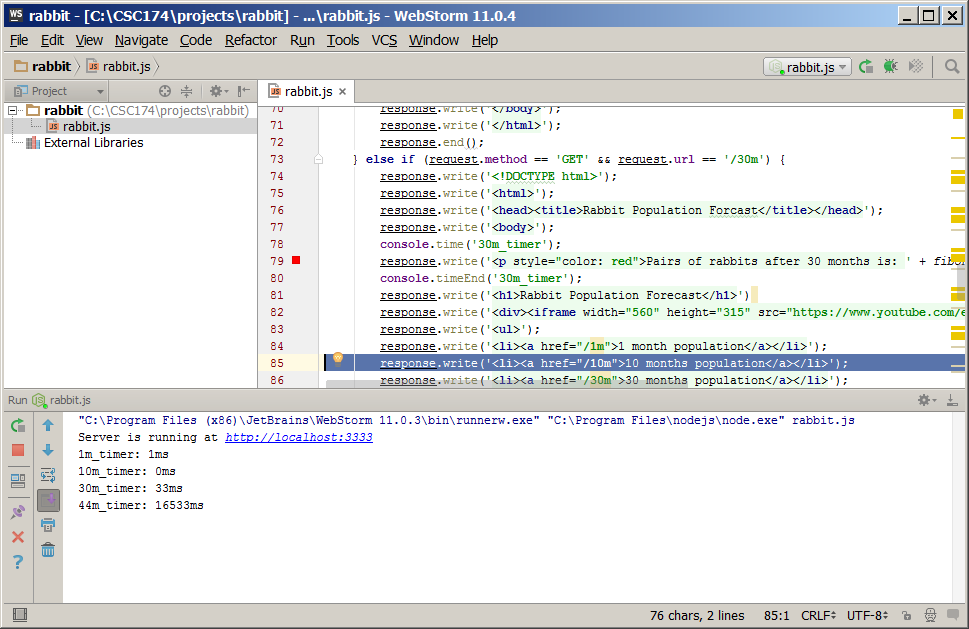 WS rabbit - [C:\CSC174\projects\rabbit] - ...\rabbit.js - WebStorm 11.0.4
File Edit View Navigate Code Refactor Run Tools VCS Window Help
rabbit JS rabbit.js rabbit.js
Project JS rabbit.js
rabbit (C:\CSC174\projects\rabbit)
JS rabbit.js
External Libraries
70 response.write('</body>');
71 response.write('</html>');
72 response.end();
73 } else if (request.method == 'GET' && request.url == '/30m') {
74 response.write('<!DOCTYPE html>');
75 response.write('<html>');
76 response.write('<head><title>Rabbit Population Forcast</title></head>');
77 response.write('<body>');
78 console.time('30m_timer');
79 response.write('<p style="color: red">Pairs of rabbits after 30 months is: ' + fibo
80 console.timeEnd('30m_timer');
81 response.write('<h1>Rabbit Population Forecast</h1>')
82 response.write('<div><iframe width="560" height="315" src="https://www.youtube.com/e
83 response.write('<ul>');
84 response.write('<li><a href="/1m">1 month population</a></li>');
85 response.write('<li><a href="/10m">10 months population</a></li>');
86 response.write('<li><a href="/30m">30 months population</a></li>');
Run JS rabbit.js
"C:\Program Files (x86)\JetBrains\WebStorm 11.0.3\bin\runnerw.exe" "C:\Program Files\nodejs\node.exe" rabbit.js
Server is running at http://localhost:3333
1m_timer: 1ms
10m_timer: 0ms
30m_timer: 33ms
44m_timer: 16533ms
76 chars, 2 lines 85:1 CRLF UTF-8